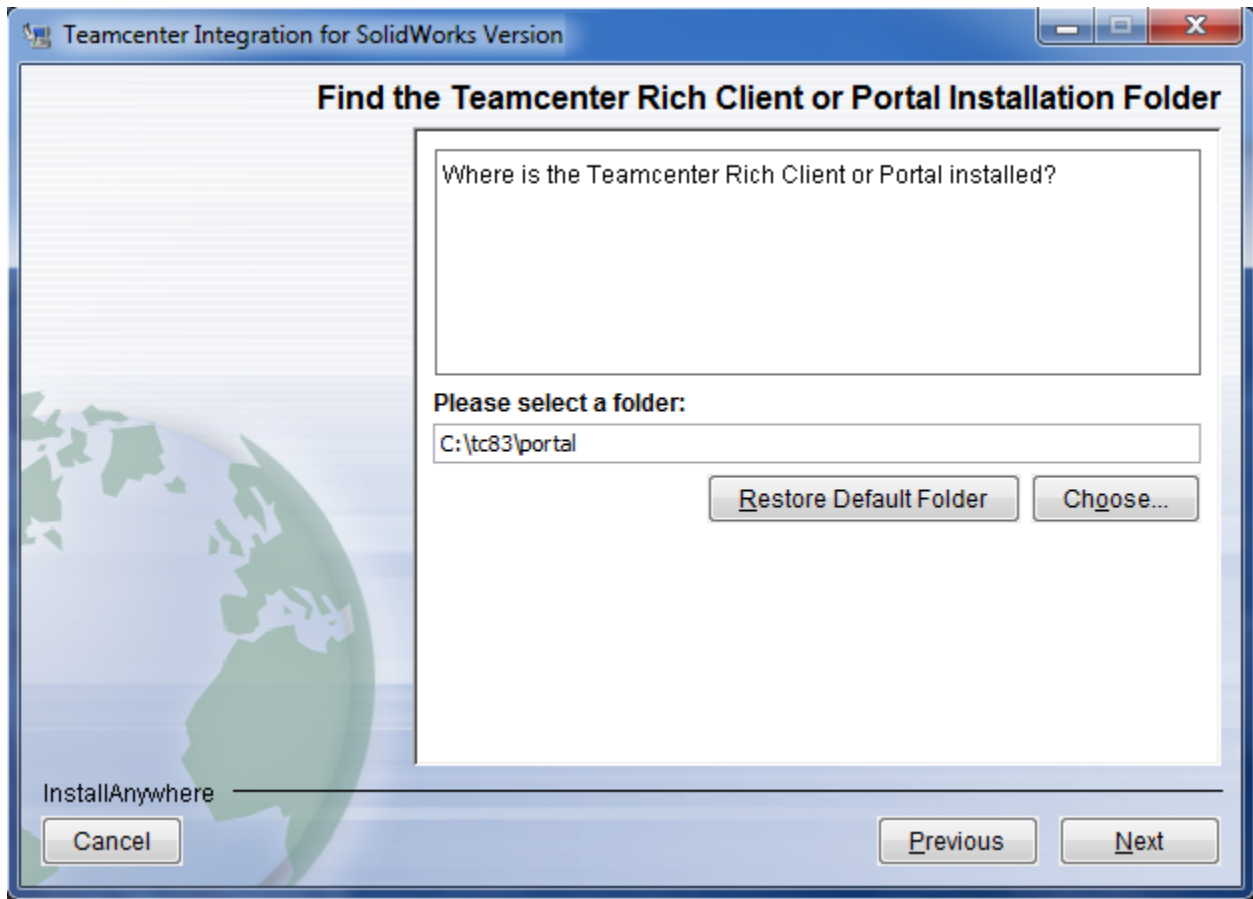 Teamcenter Integration for SolidWorks Version
Find the Teamcenter Rich Client or Portal Installation Folder
Where is the Teamcenter Rich Client or Portal installed?
Please select a folder:
C:\tc83\portal
Restore Default Folder Choose...
InstallAnywhere
Cancel Previous Next